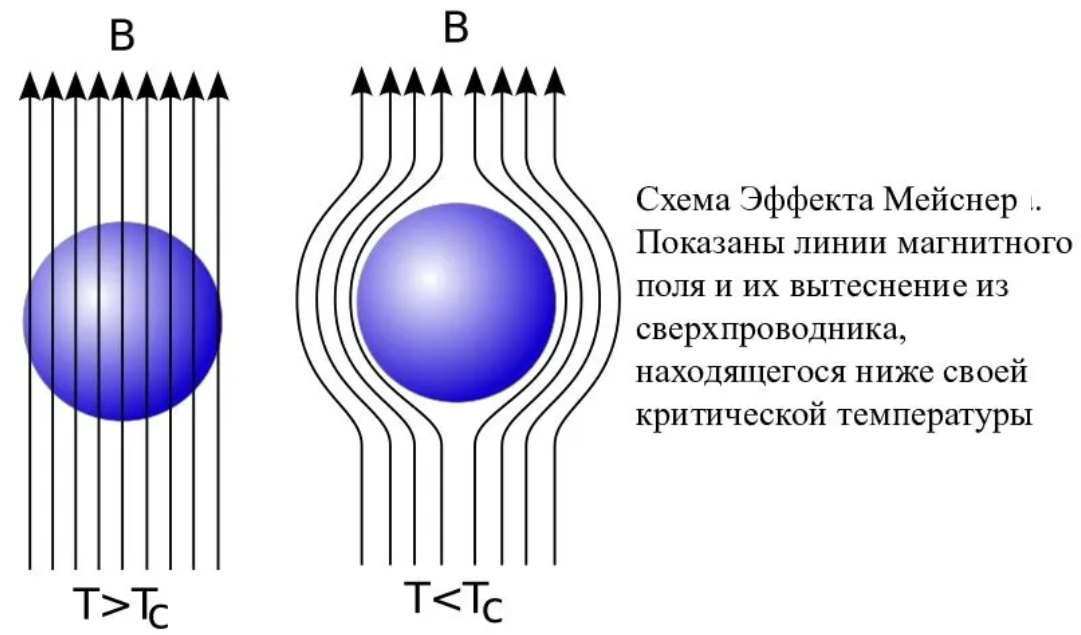 B
B
Схема Эффекта Мейснер .
Показаны линии магнитного
поля и их вытеснение из
сверхпроводника,
находящегося ниже своей
критической температуры
T>Tc
T<Tc